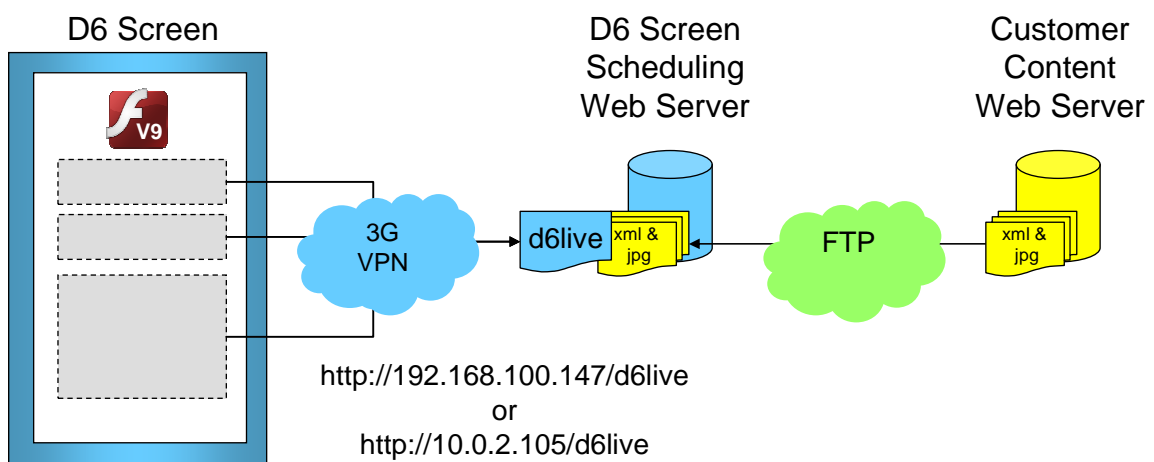 D6 Screen
D6 Screen
Scheduling
Web Server
Customer
Content
Web Server
V9
3G
VPN
d6live
xml &
jpg
FTP
xml &
jpg
http://192.168.100.147/d6live
or
http://10.0.2.105/d6live